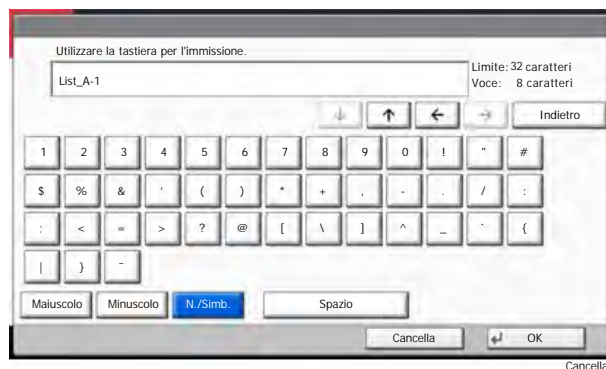 Utilizzare la tastiera per l'immissione.
Limite: 32 caratteri
List_A-1
Voce: 8 caratteri
↓ ↑ ← → Indietro
1 2 3 4 5 6 7 8 9 0 ! " #
$ % & ' ( ) * + , - . / :
: < = > ? @ [ \ ] ^ _ ` {
| } ~
Maiuscolo Minuscolo N./Simb. Spazio
Cancella ↵ OK
Cancella